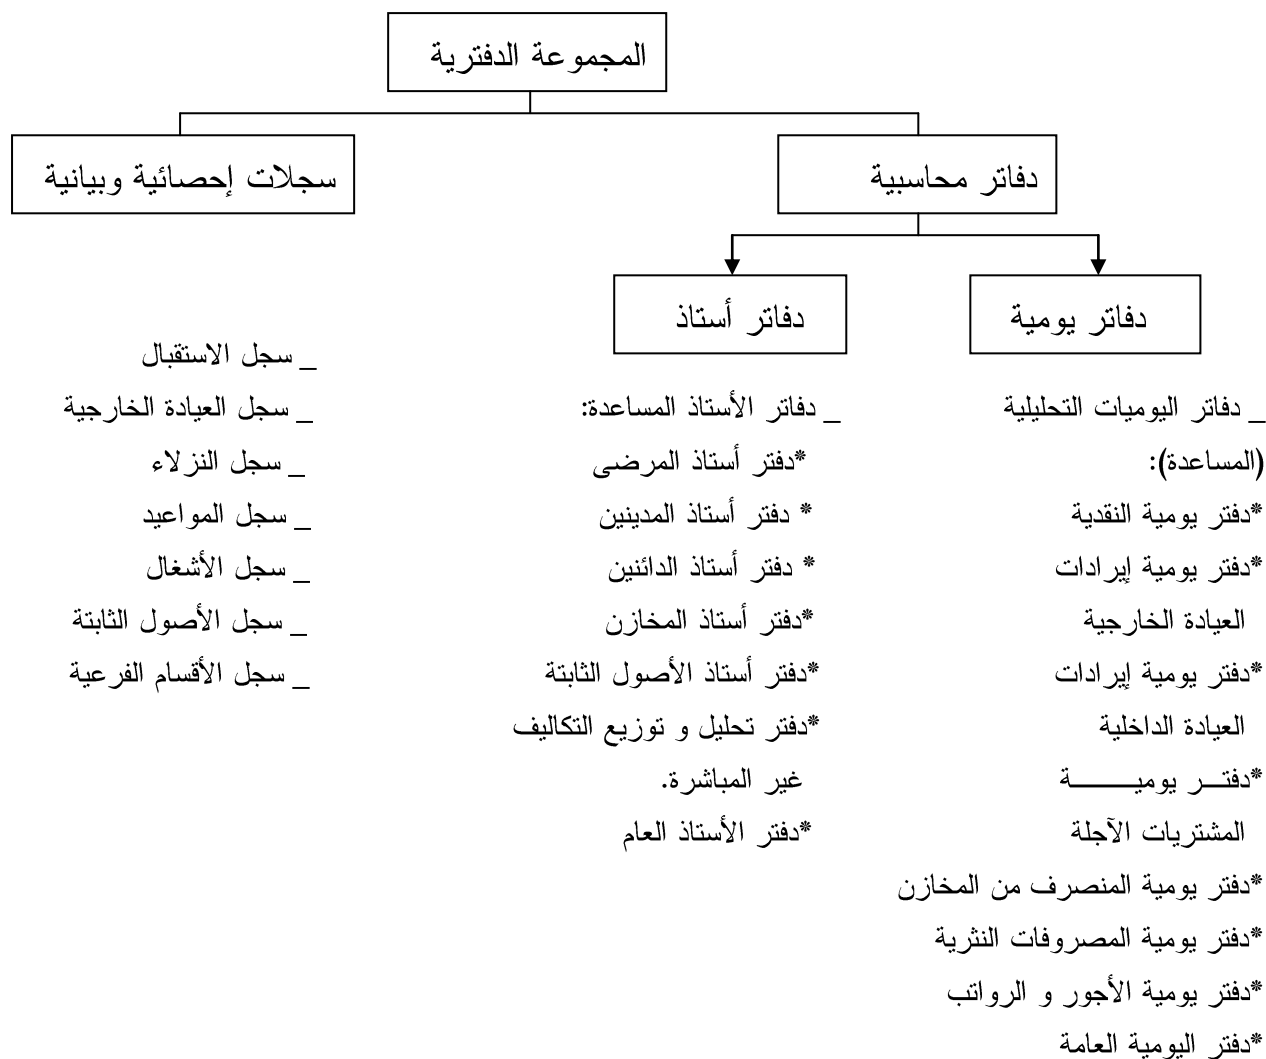 المجموعة الدفترية
دفاتر محاسبية
سجلات إحصائية وبيانية
دفاتر يومية
دفاتر أستاذ
_ دفاتر اليوميات التحليلية
(المساعدة):
*دفتر يومية النقدية
*دفتر يومية إيرادات
العيادة الخارجية
*دفتر يومية إيرادات
العيادة الداخلية
*دفتـــر يوميـــــــــة
المشتريات الآجلة
*دفتر يومية المنصرف من المخازن
*دفتر يومية المصروفات النثرية
*دفتر يومية الأجور و الرواتب
*دفتر اليومية العامة
_ دفاتر الأستاذ المساعدة:
*دفتر أستاذ المرضى
* دفتر أستاذ المدينين
* دفتر أستاذ الدائنين
*دفتر أستاذ المخازن
*دفتر أستاذ الأصول الثابتة
*دفتر تحليل و توزيع التكاليف
غير المباشرة.
*دفتر الأستاذ العام
_ سجل الاستقبال
_ سجل العيادة الخارجية
_ سجل النزلاء
_ سجل المواعيد
_ سجل الأشغال
_ سجل الأصول الثابتة
_ سجل الأقسام الفرعية